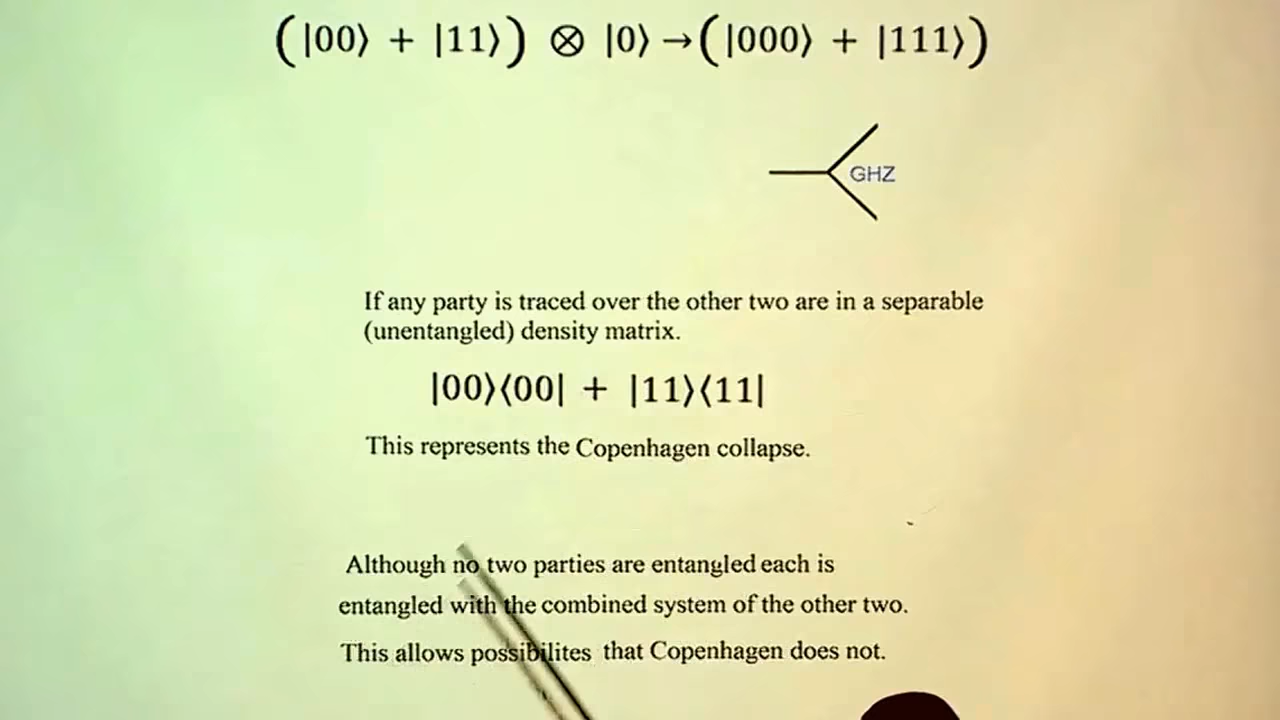 (|00⟩ + |11⟩) ⊗ |0⟩ → (|000⟩ + |111⟩)
GHZ
If any party is traced over the other two are in a separable
(unentangled) density matrix.
|00⟩⟨00| + |11⟩⟨11|
This represents the Copenhagen collapse.
Although no two parties are entangled each is
entangled with the combined system of the other two.
This allows possibilites that Copenhagen does not.